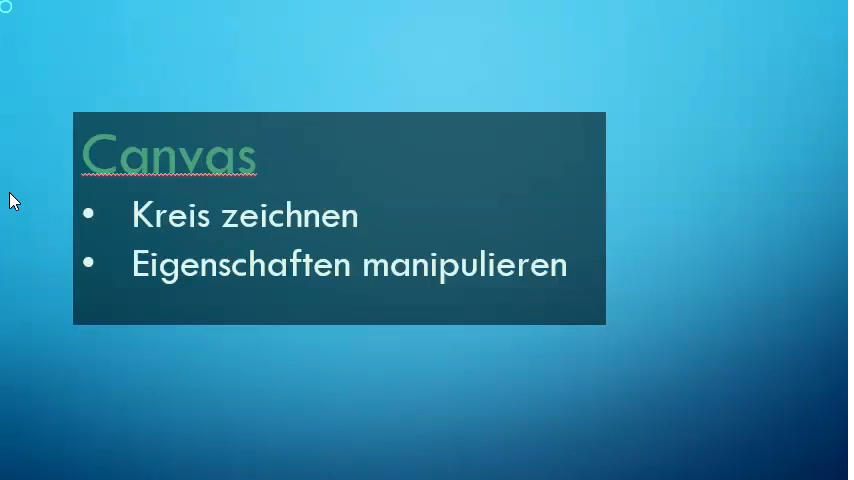 Canvas
• Kreis zeichnen
• Eigenschaften manipulieren